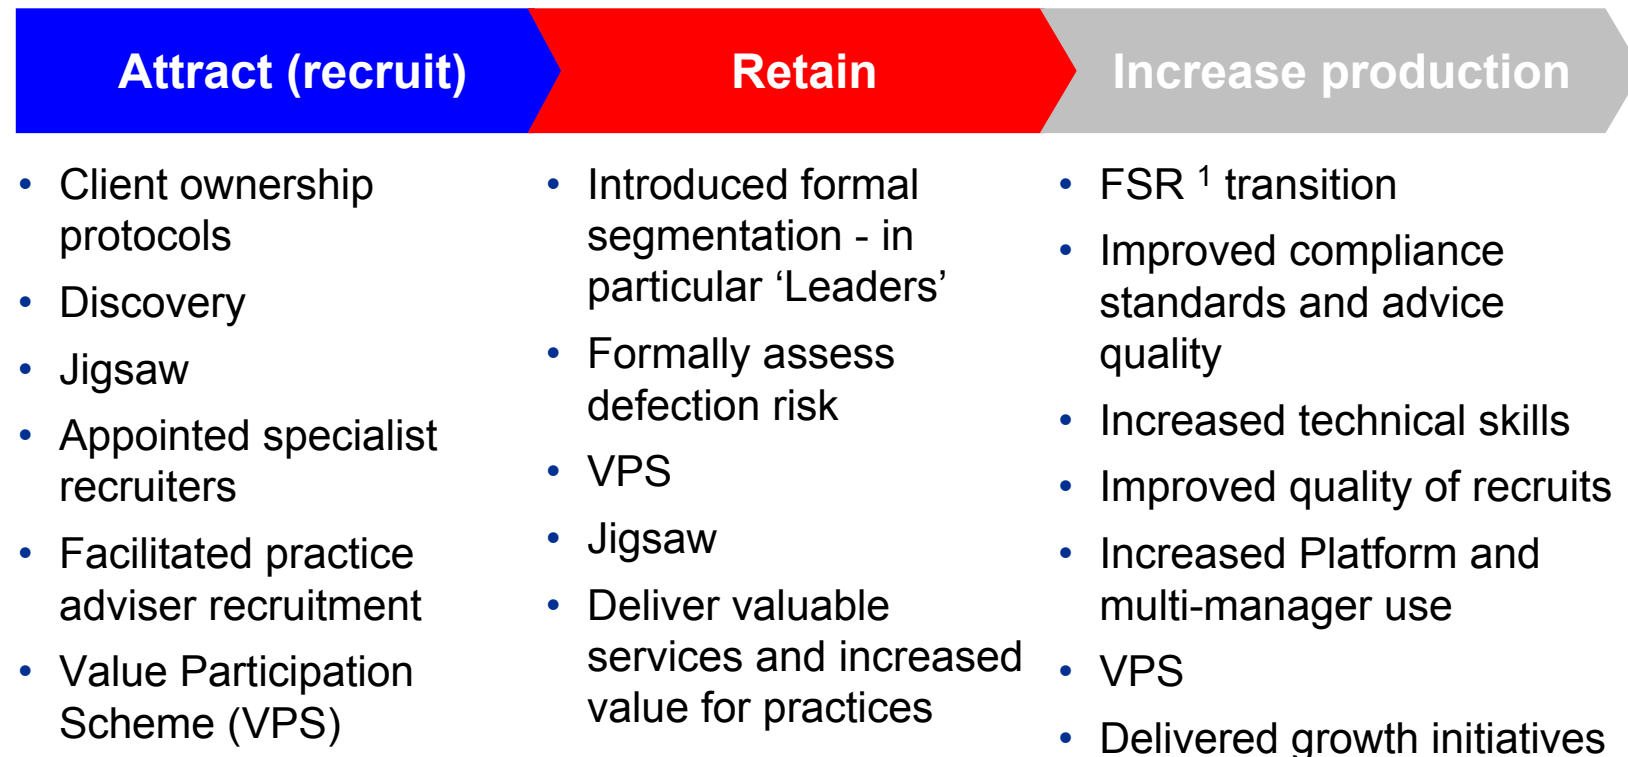 Attract (recruit)
Retain
Increase production
• Client ownership
protocols
• Discovery
• Jigsaw
• Appointed specialist
recruiters
• Facilitated practice
adviser recruitment
• Value Participation
Scheme (VPS)
• Introduced formal
segmentation - in
particular ‘Leaders’
• Formally assess
defection risk
• VPS
• Jigsaw
• Deliver valuable
services and increased
value for practices
• FSR 1 transition
• Improved compliance
standards and advice
quality
• Increased technical skills
• Improved quality of recruits
• Increased Platform and
multi-manager use
• VPS
• Delivered growth initiatives